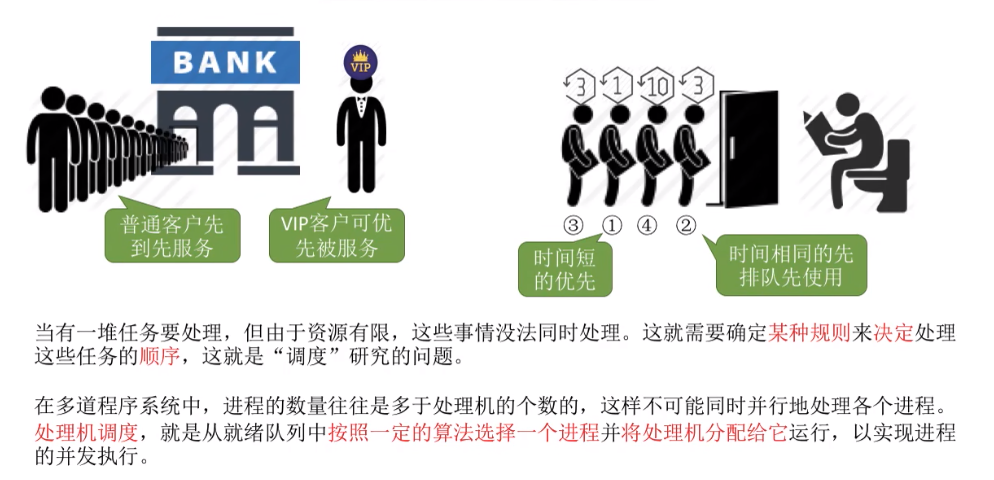 BANK
VIP
3 1 10 3
普通客户先
到先服务
VIP客户可优
先被服务
③ ① ④ ②
时间短
的优先
时间相同的先
排队先使用
当有一堆任务要处理，但由于资源有限，这些事情没法同时处理。这就需要确定某种规则来决定处理
这些任务的顺序，这就是“调度”研究的问题。
在多道程序系统中，进程的数量往往是多于处理机的个数的，这样不可能同时并行地处理各个进程。
处理机调度，就是从就绪队列中按照一定的算法选择一个进程并将处理机分配给它运行，以实现进程
的并发执行。